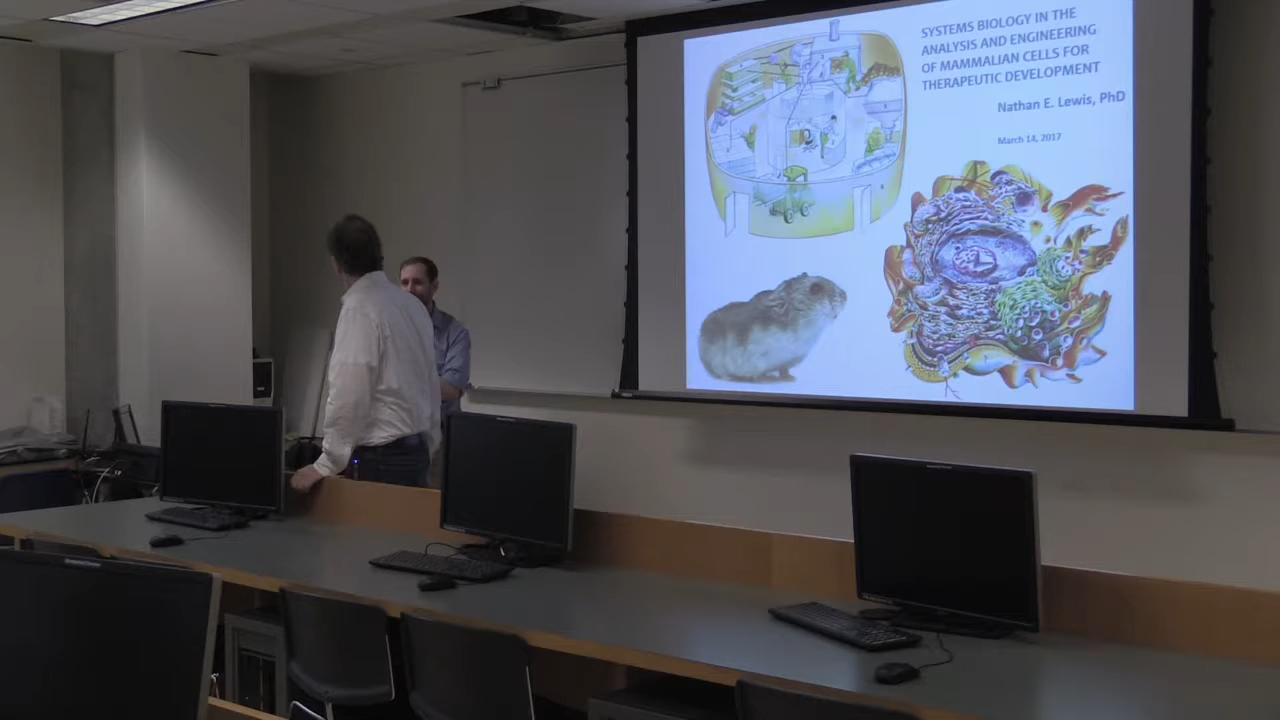 SYSTEMS BIOLOGY IN THE
ANALYSIS AND ENGINEERING
OF MAMMALIAN CELLS FOR
THERAPEUTIC DEVELOPMENT
Nathan E. Lewis, PhD
March 14, 2017